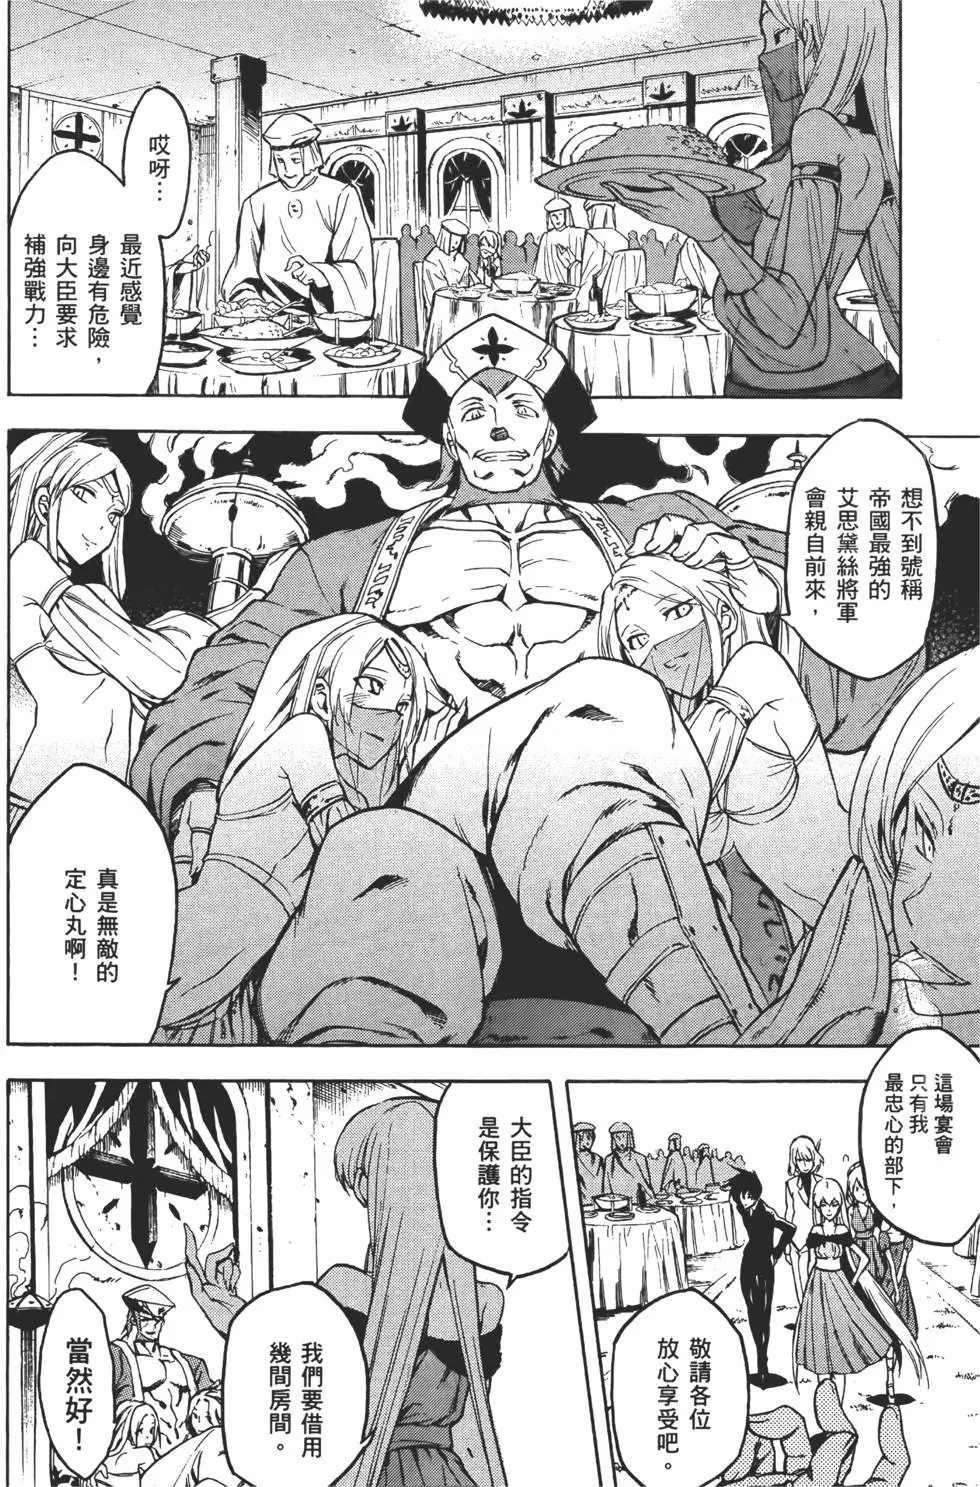 哎呀…
最近感覺
身邊有危險，
向大臣要求
補強戰力…
想不到號稱
帝國最強的
艾思黛絲將軍
會親自前來，
真是無敵的
定心丸啊！
這場宴會
只有我
最忠心的部下，
敬請各位
放心享受吧。
大臣的指令
是保護你…
我們要借用
幾間房間。
當然好！